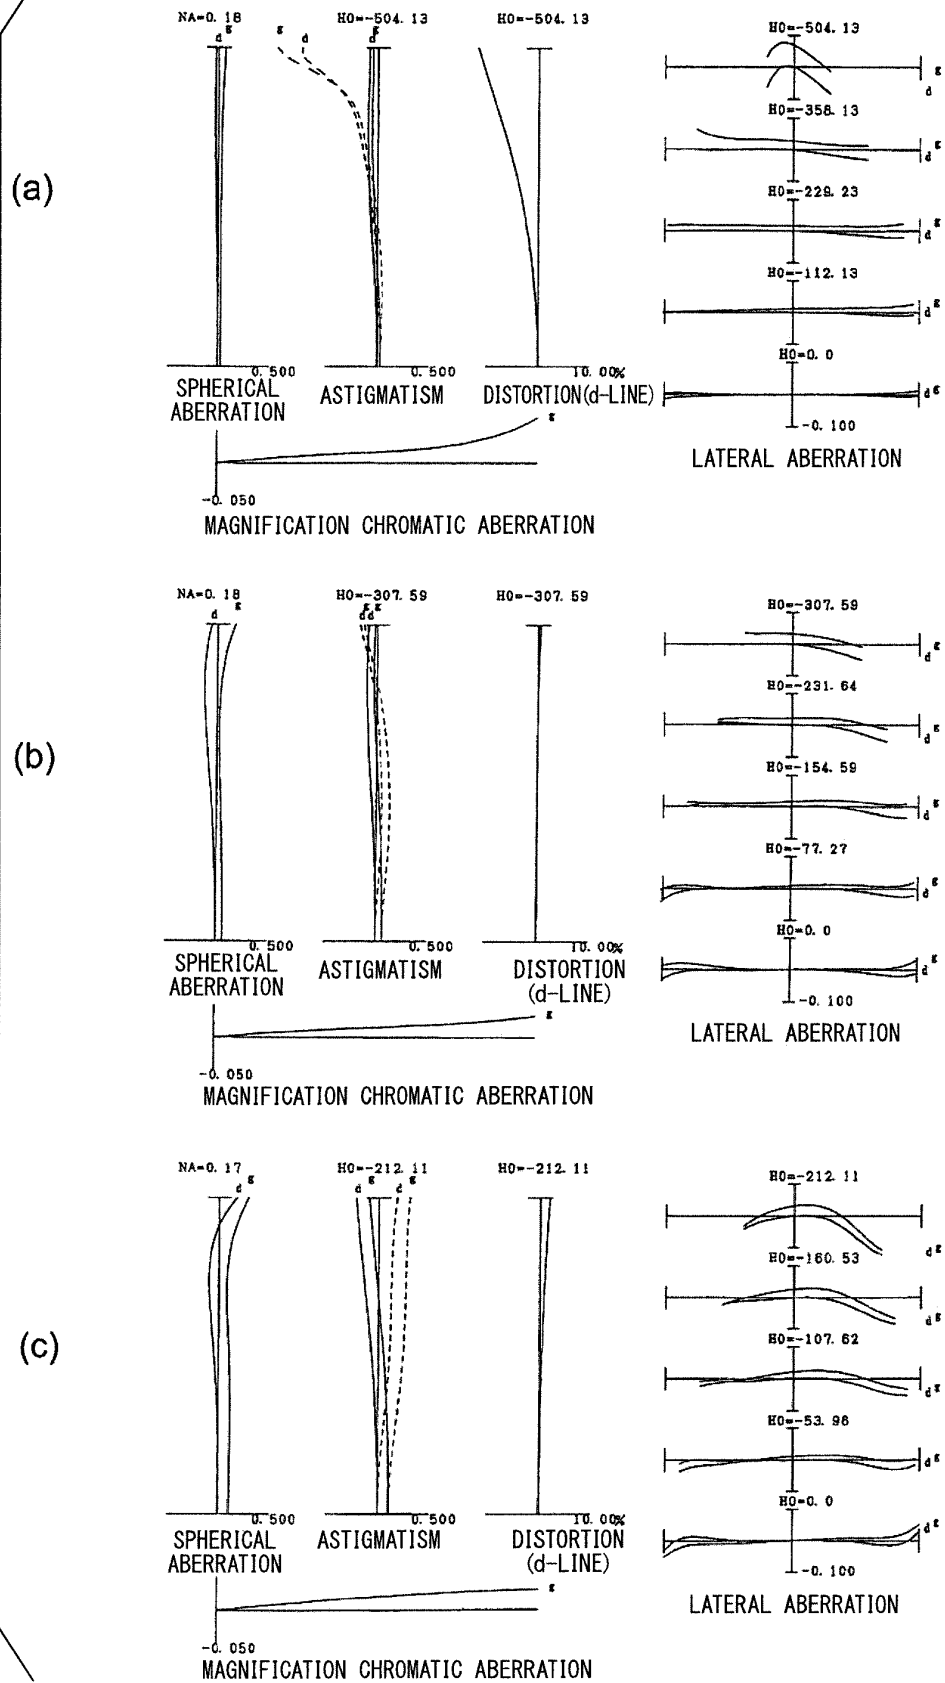 (a)
NA=0.18
H0=-504.13
H0=-504.13
d g
g d
d g
0.500
0.500
10.00%
SPHERICAL
ABERRATION
ASTIGMATISM
DISTORTION(d-LINE)
g
-0.050
MAGNIFICATION CHROMATIC ABERRATION
H0=-504.13
g
d
H0=-358.13
d g
H0=-229.23
d g
H0=-112.13
d g
H0=0.0
d g
-0.100
LATERAL ABERRATION
(b)
NA=0.18
H0=-307.59
H0=-307.59
d g
d g d g
0.500
0.500
10.00%
SPHERICAL
ABERRATION
ASTIGMATISM
DISTORTION
(d-LINE)
g
-0.050
MAGNIFICATION CHROMATIC ABERRATION
H0=-307.59
d g
H0=-231.64
d g
H0=-154.59
d g
H0=-77.27
d g
H0=0.0
d g
-0.100
LATERAL ABERRATION
(c)
NA=0.17
H0=-212.11
H0=-212.11
d g
d g d g
0.500
0.500
10.00%
SPHERICAL
ABERRATION
ASTIGMATISM
DISTORTION
(d-LINE)
g
-0.050
MAGNIFICATION CHROMATIC ABERRATION
H0=-212.11
d g
H0=-160.53
d g
H0=-107.62
d g
H0=-53.96
d g
H0=0.0
d g
-0.100
LATERAL ABERRATION